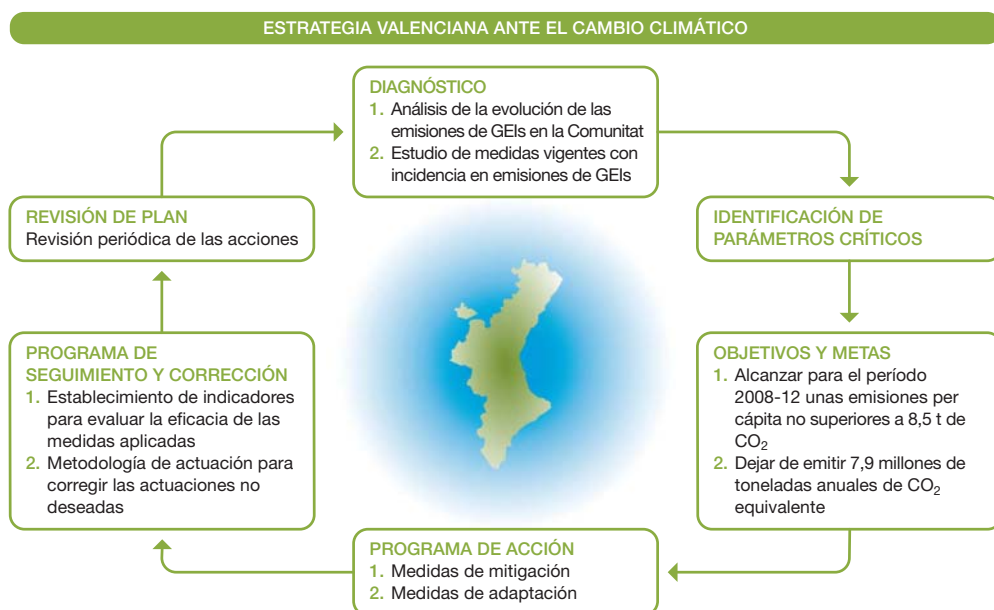 ESTRATEGIA VALENCIANA ANTE EL CAMBIO CLIMÁTICO
DIAGNÓSTICO
1. Análisis de la evolución de las
emisiones de GEIs en la Comunitat
2. Estudio de medidas vigentes con
incidencia en emisiones de GEIs
IDENTIFICACIÓN DE
PARÁMETROS CRÍTICOS
OBJETIVOS Y METAS
1. Alcanzar para el período
2008-12 unas emisiones per
cápita no superiores a 8,5 t de
CO₂
2. Dejar de emitir 7,9 millones de
toneladas anuales de CO₂
equivalente
PROGRAMA DE ACCIÓN
1. Medidas de mitigación
2. Medidas de adaptación
PROGRAMA DE
SEGUIMIENTO Y CORRECCIÓN
1. Establecimiento de indicadores
para evaluar la eficacia de las
medidas aplicadas
2. Metodología de actuación para
corregir las actuaciones no
deseadas
REVISIÓN DE PLAN
Revisión periódica de las acciones